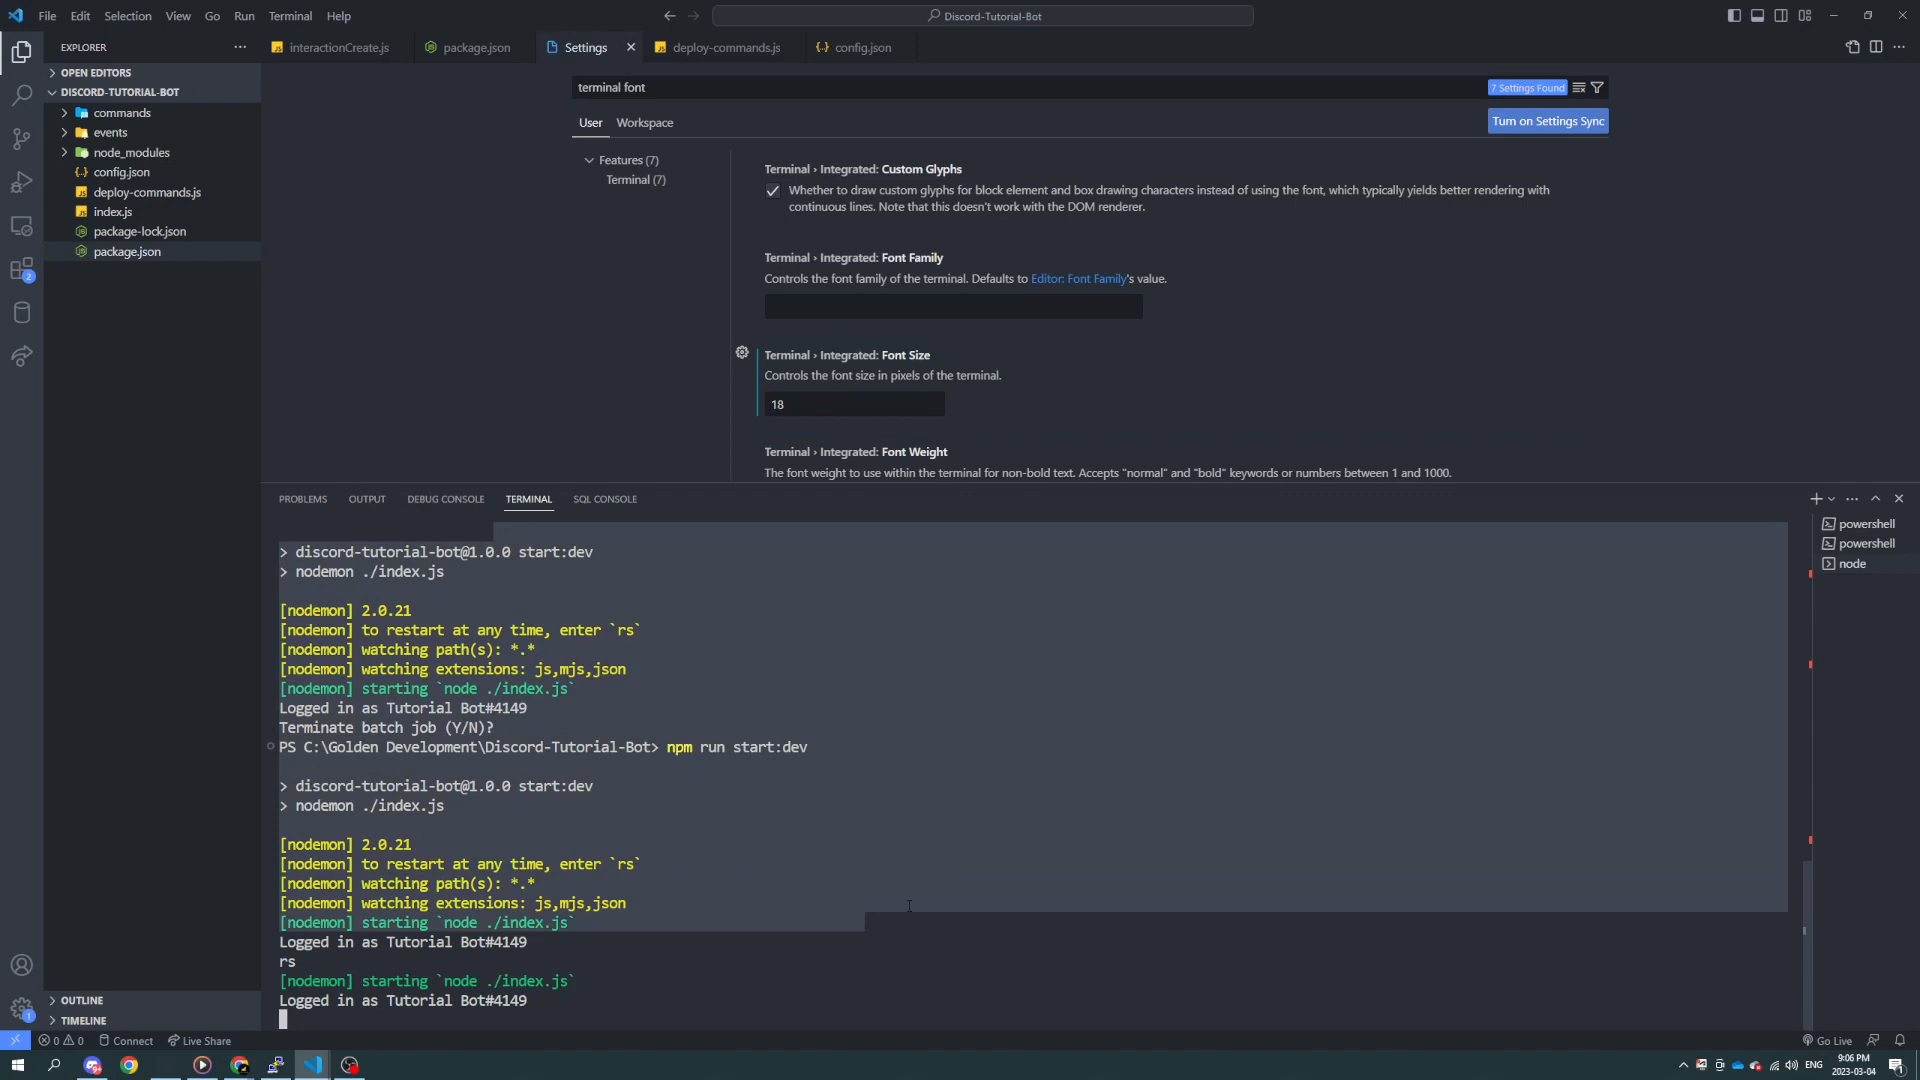 File Edit Selection View Go Run Terminal Help
Discord-Tutorial-Bot
EXPLORER
interactionCreate.js
package.json
Settings
deploy-commands.js
config.json
OPEN EDITORS
DISCORD-TUTORIAL-BOT
commands
events
node_modules
config.json
deploy-commands.js
index.js
package-lock.json
package.json
terminal font
7 Settings Found
User Workspace
Turn on Settings Sync
Features (7)
Terminal (7)
Terminal › Integrated: Custom Glyphs
Whether to draw custom glyphs for block element and box drawing characters instead of using the font, which typically yields better rendering with
continuous lines. Note that this doesn't work with the DOM renderer.
Terminal › Integrated: Font Family
Controls the font family of the terminal. Defaults to Editor: Font Family's value.
Terminal › Integrated: Font Size
Controls the font size in pixels of the terminal.
18
Terminal › Integrated: Font Weight
The font weight to use within the terminal for non-bold text. Accepts "normal" and "bold" keywords or numbers between 1 and 1000.
PROBLEMS OUTPUT DEBUG CONSOLE TERMINAL SQL CONSOLE
powershell
powershell
node
> discord-tutorial-bot@1.0.0 start:dev
> nodemon ./index.js
[nodemon] 2.0.21
[nodemon] to restart at any time, enter `rs`
[nodemon] watching path(s): *.*
[nodemon] watching extensions: js,mjs,json
[nodemon] starting `node ./index.js`
Logged in as Tutorial Bot#4149
Terminate batch job (Y/N)?
PS C:\Golden Development\Discord-Tutorial-Bot> npm run start:dev
> discord-tutorial-bot@1.0.0 start:dev
> nodemon ./index.js
[nodemon] 2.0.21
[nodemon] to restart at any time, enter `rs`
[nodemon] watching path(s): *.*
[nodemon] watching extensions: js,mjs,json
[nodemon] starting `node ./index.js`
Logged in as Tutorial Bot#4149
rs
[nodemon] starting `node ./index.js`
Logged in as Tutorial Bot#4149
2
1
OUTLINE
TIMELINE
0 0 Connect Live Share
Go Live
ENG
9:06 PM
2023-03-04